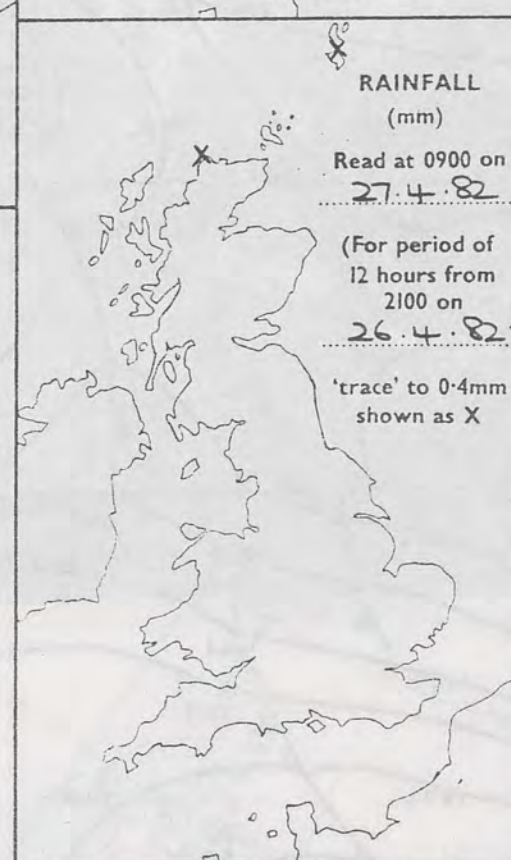 X
RAINFALL
(mm)
Read at 0900 on
27.4.82
X
(For period of
12 hours from
2100 on
26.4.82
'trace' to 0·4mm
shown as X